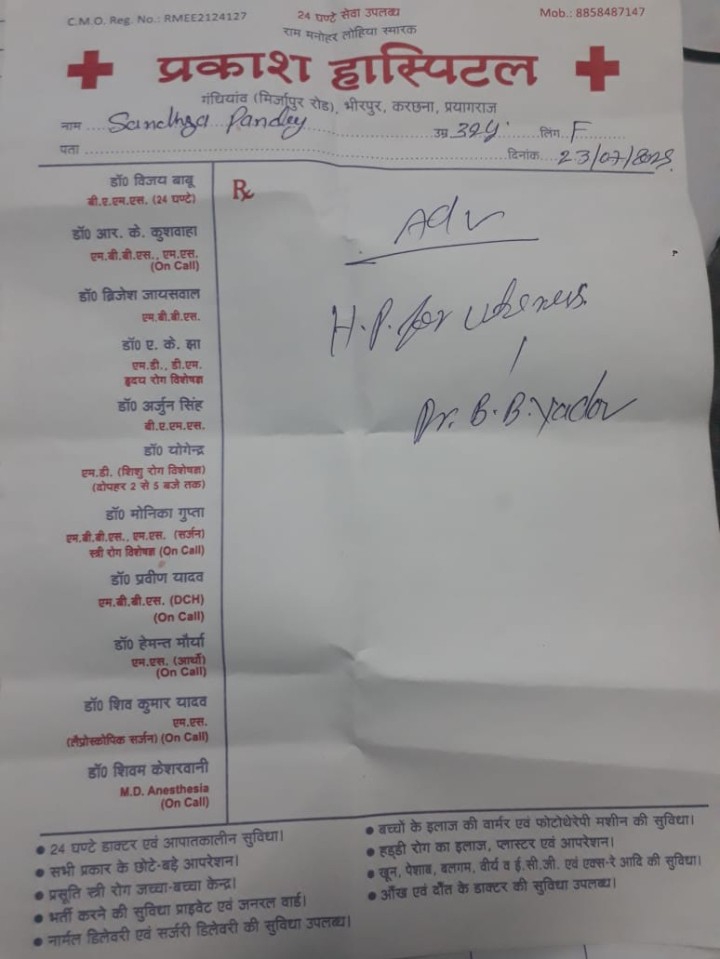 C.M.O. Reg. No.: RMEE2124127
24 घण्टे सेवा उपलब्ध
Mob.: 8858487147
राम मनोहर लोहिया स्मारक
प्रकाश हास्पिटल
गंधियांव (मिर्जापुर रोड), भीरपुर, करछना, प्रयागराज
नाम Sandhya Pandey उम्र 32y. लिंग F
पता दिनांक 23/07/2025
डॉ0 विजय बाबू
बी.ए.एम.एस. (24 घण्टे)
Rx
Adv
डॉ0 आर. के. कुशवाहा
एम.बी.बी.एस., एम.एस.
(On Call)
H.P. for uterus
डॉ0 ब्रिजेश जायसवाल
एम.बी.बी.एस.
डॉ0 ए. के. झा
एम.डी., डी.एम.
हृदय रोग विशेषज्ञ
Dr. B. B. Yadav
डॉ0 अर्जुन सिंह
बी.ए.एम.एस.
डॉ0 योगेन्द्र
एम.डी. (शिशु रोग विशेषज्ञ)
(दोपहर 2 से 5 बजे तक)
डॉ0 मोनिका गुप्ता
एम.बी.बी.एस., एम.एस. (सर्जन)
स्त्री रोग विशेषज्ञ (On Call)
डॉ0 प्रवीण यादव
एम.बी.बी.एस. (DCH)
(On Call)
डॉ0 हेमन्त मौर्या
एम.एस. (आर्थो)
(On Call)
डॉ0 शिव कुमार यादव
एम.एस.
(लैप्रोस्कोपिक सर्जन) (On Call)
डॉ0 शिवम केशरवानी
M.D. Anesthesia
(On Call)
● 24 घण्टे डाक्टर एवं आपातकालीन सुविधा।
● सभी प्रकार के छोटे-बड़े आपरेशन।
● प्रसूति स्त्री रोग जच्चा-बच्चा केन्द्र।
● भर्ती करने की सुविधा प्राइवेट एवं जनरल वार्ड।
● नार्मल डिलेवरी एवं सर्जरी डिलेवरी की सुविधा उपलब्ध।
● बच्चों के इलाज की वार्मर एवं फोटोथेरेपी मशीन की सुविधा।
● हड्डी रोग का इलाज, प्लास्टर एवं आपरेशन।
● खून, पेशाब, बलगम, वीर्य व ई.सी.जी. एवं एक्स-रे आदि की सुविधा।
● आँख एवं दाँत के डाक्टर की सुविधा उपलब्ध।